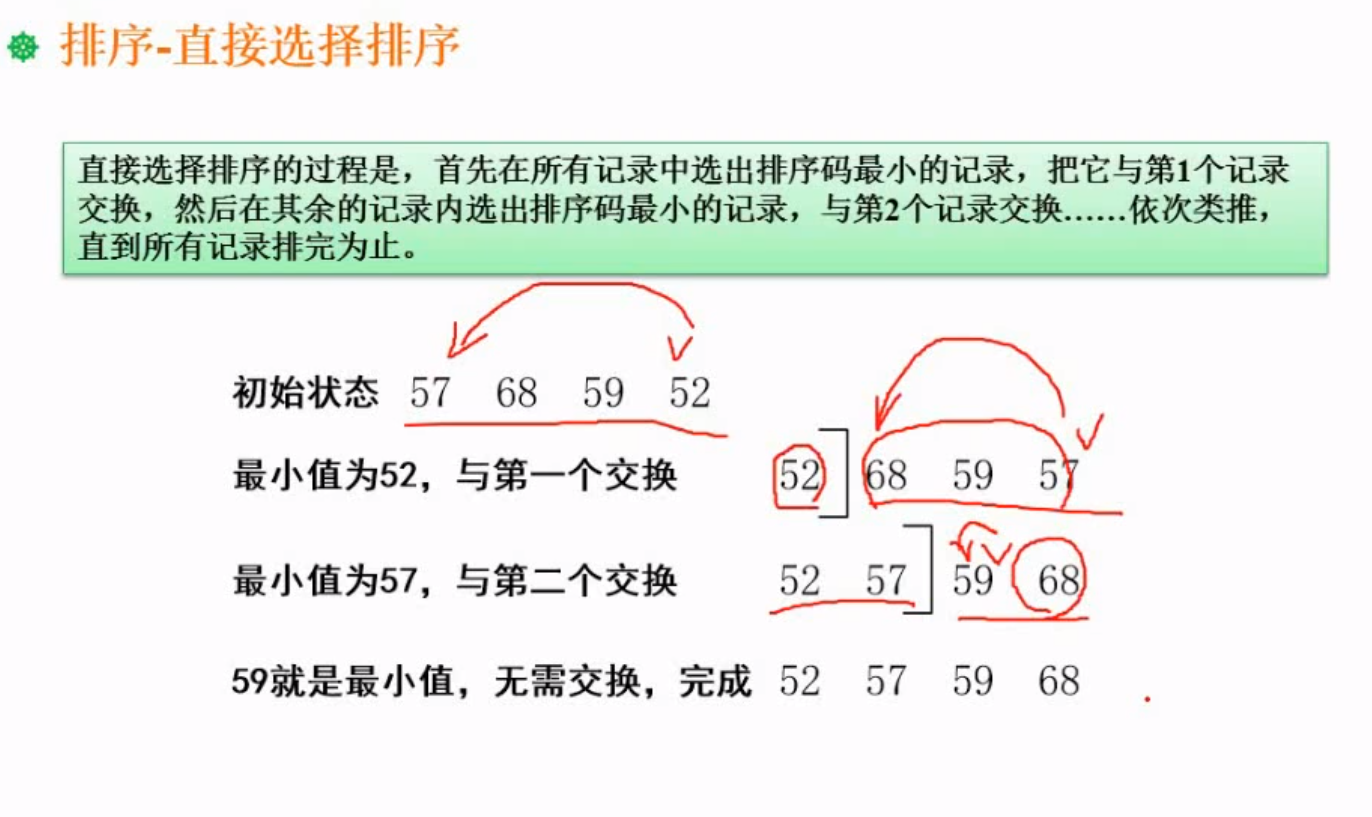 排序-直接选择排序
直接选择排序的过程是，首先在所有记录中选出排序码最小的记录，把它与第1个记录
交换，然后在其余的记录内选出排序码最小的记录，与第2个记录交换……依次类推，
直到所有记录排完为止。
初始状态 57 68 59 52
最小值为52，与第一个交换 52 ] 68 59 57
最小值为57，与第二个交换 52 57 ] 59 68
59就是最小值，无需交换，完成 52 57 59 68